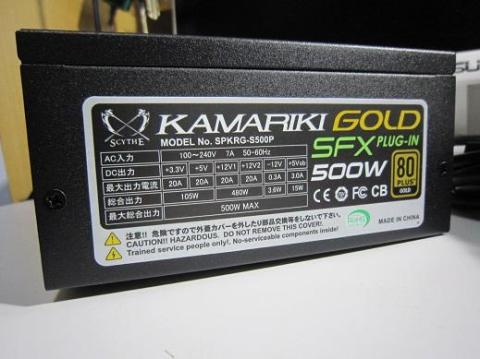 SCYTHE
KAMARIKI GOLD
MODEL No. SPKRG-S500P
SFX PLUG-IN
500W
80
PLUS
GOLD
AC入力 100～240V 7A 50-60Hz
DC出力 +3.3V +5V +12V1 +12V2 -12V +5Vsb
最大出力電流 20A 20A 20A 20A 0.3A 3.0A
総合出力 105W 480W 3.6W 15W
最大総合出力 500W MAX
CE FC CB
注意!! 危険ですので外蓋カバーを外したり部品交換等をしないで下さい。
CAUTION!! HAZARDOUS. DO NOT REMOVE THIS COVER!.
Trained service people only!. No-serviceable components inside!
MADE IN CHINA